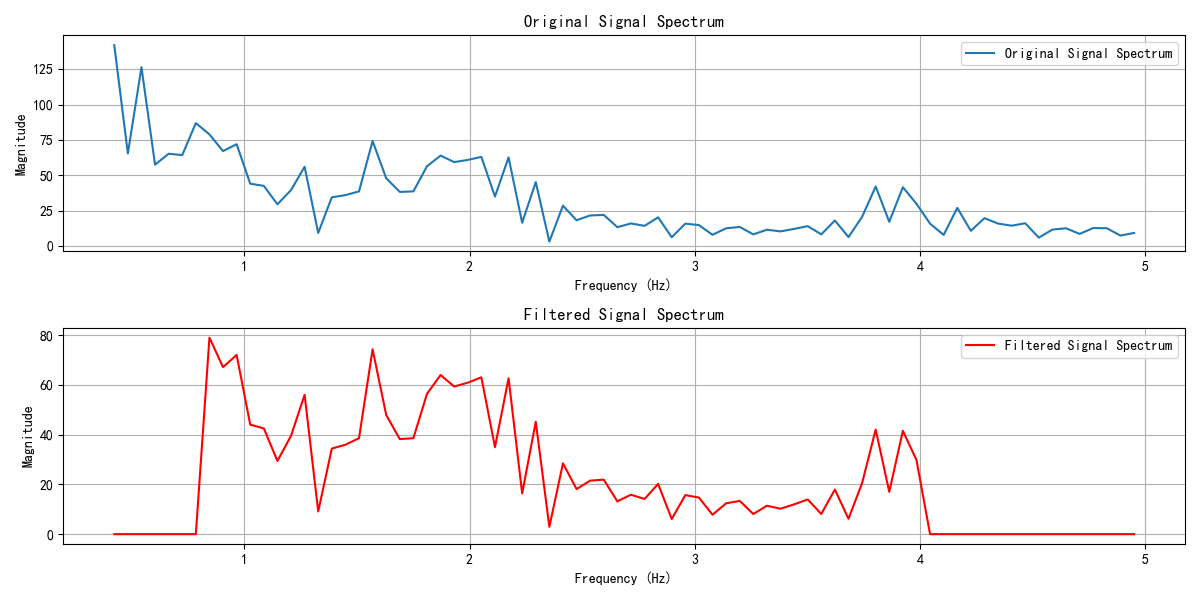 Original Signal Spectrum
Original Signal Spectrum
125
100
75
50
25
0
Magnitude
1 2 3 4 5
Frequency (Hz)
Filtered Signal Spectrum
Filtered Signal Spectrum
80
60
40
20
0
Magnitude
1 2 3 4 5
Frequency (Hz)